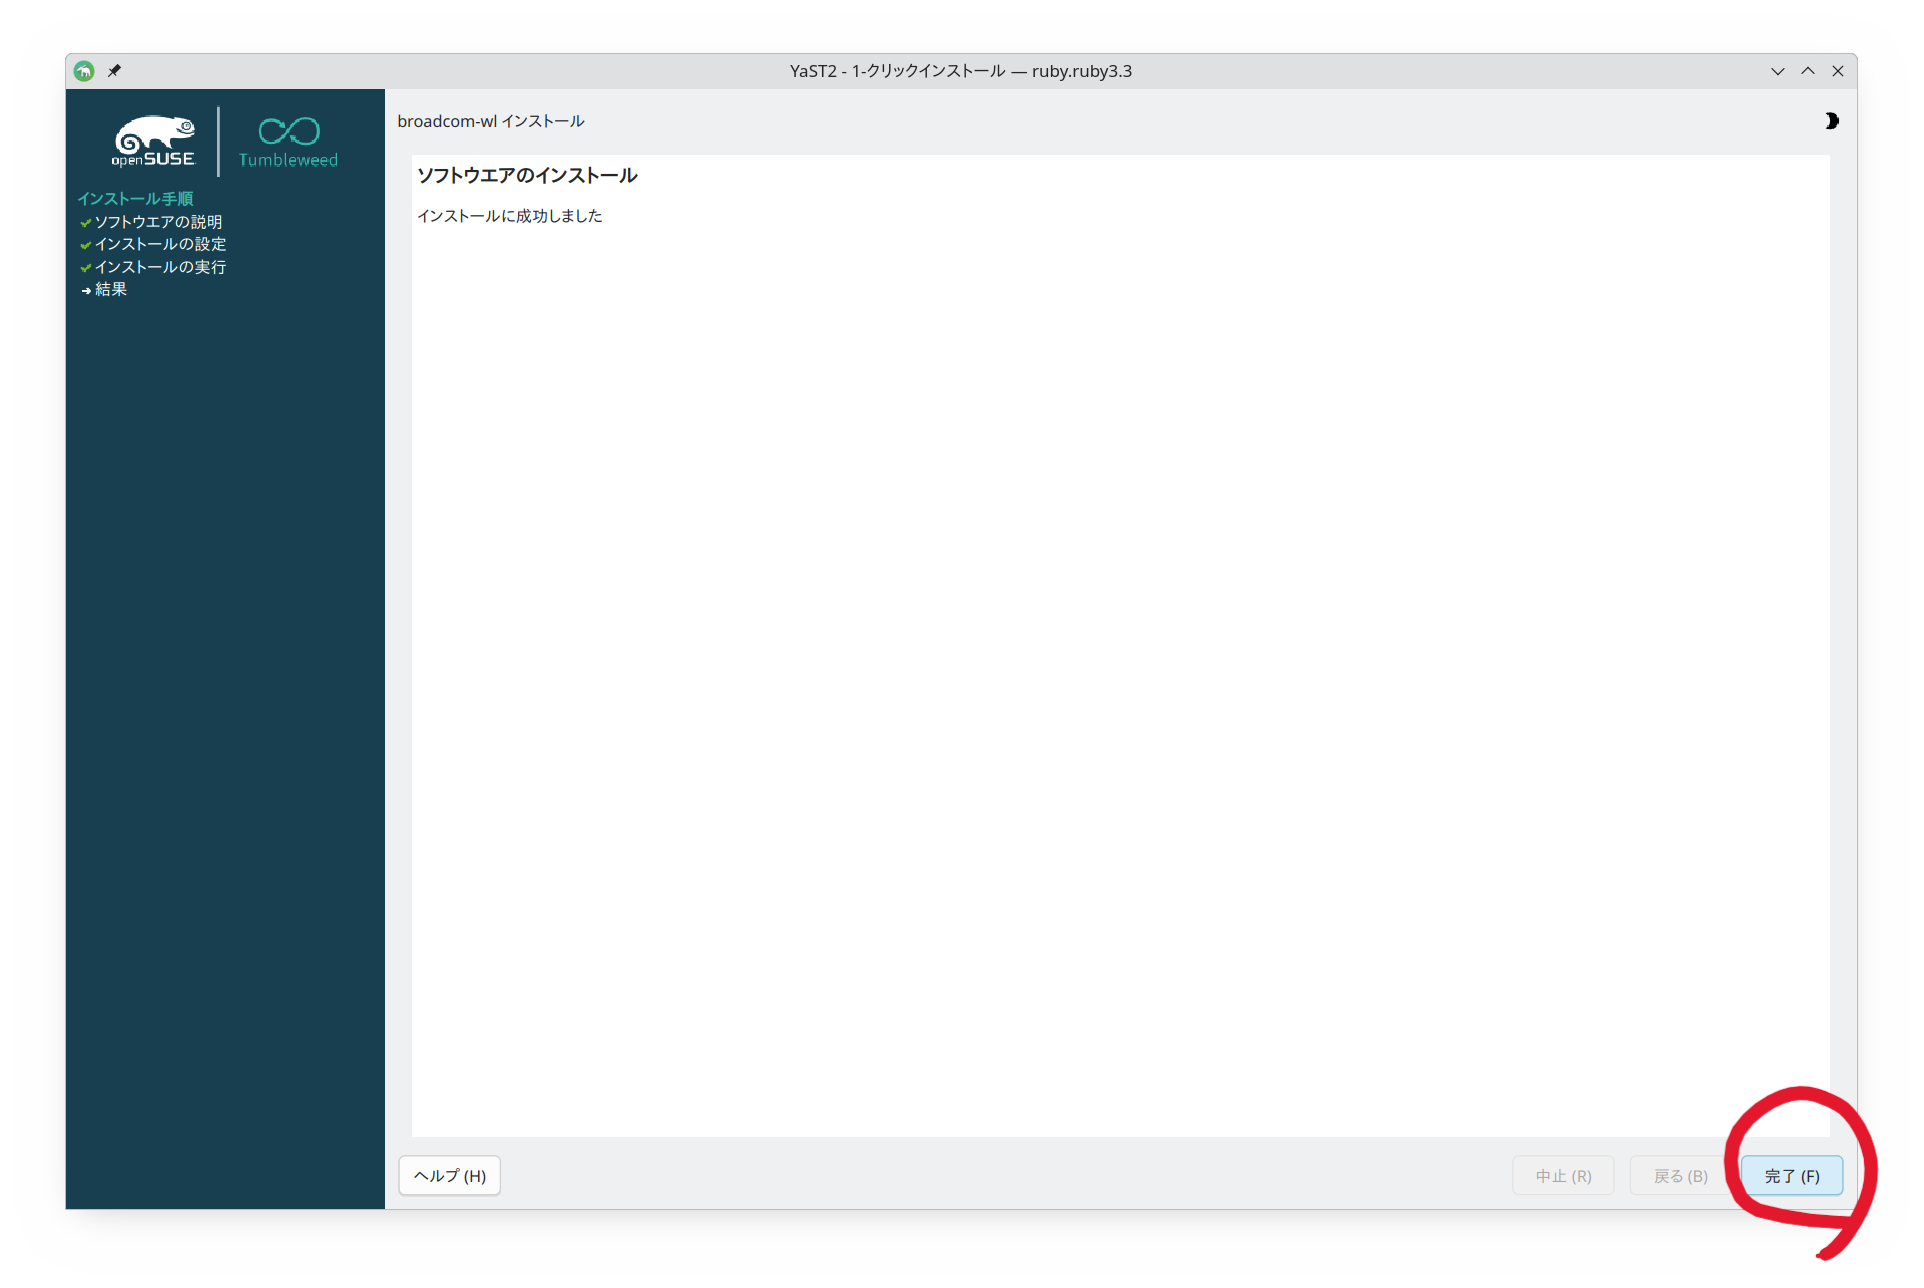 YaST2 - 1-クリックインストール — ruby.ruby3.3
openSUSE
Tumbleweed
インストール手順
ソフトウエアの説明
インストールの設定
インストールの実行
結果
broadcom-wl インストール
ソフトウエアのインストール
インストールに成功しました
ヘルプ (H)
中止 (R)
戻る (B)
完了 (F)